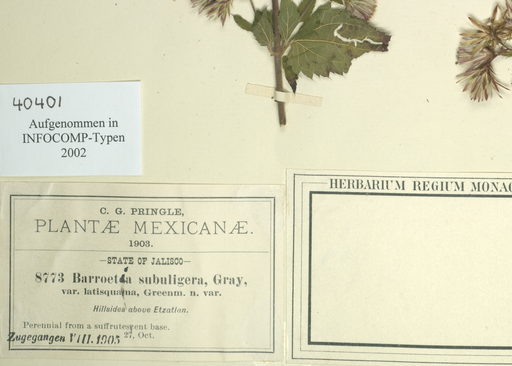 40401
Aufgenommen in
INFOCOMP-Typen
2002
HERBARIUM REGIUM MONAC
C. G. PRINGLE,
PLANTÆ MEXICANÆ.
1903.
STATE OF JALISCO
8773 Barroetéa subuligera, Gray,
var. latisquama, Greenm. n. var.
Hillsides above Etzatlan.
Perennial from a suffrutescent base.
Zugegangen VIII. 1905 27, Oct.